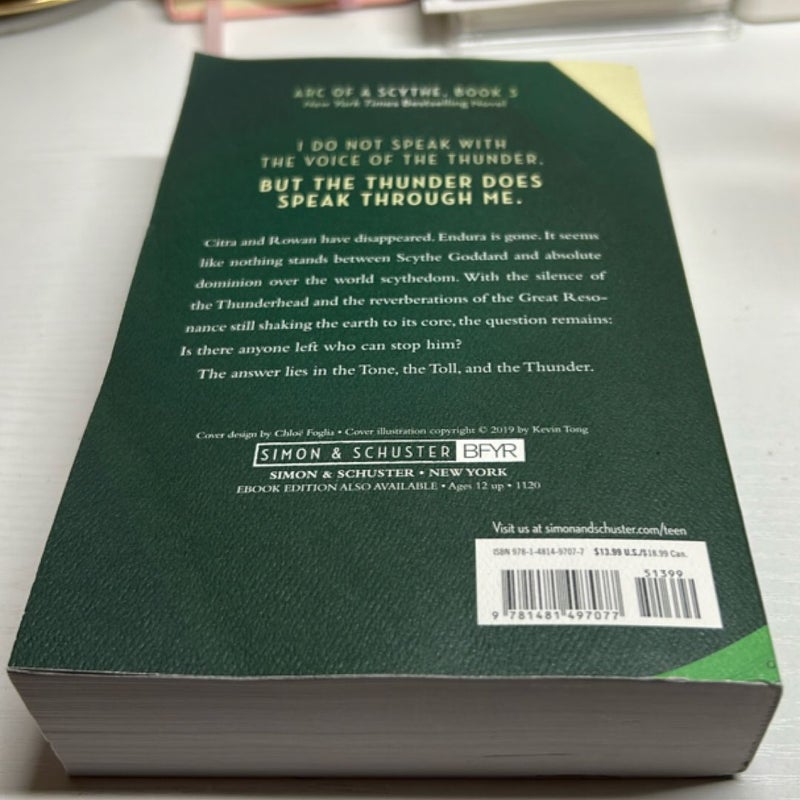 ARC OF A SCYTHE, BOOK 3
New York Times Bestselling Novel
I DO NOT SPEAK WITH
THE VOICE OF THE THUNDER.
BUT THE THUNDER DOES
SPEAK THROUGH ME.
Citra and Rowan have disappeared. Endura is gone. It seems
like nothing stands between Scythe Goddard and absolute
dominion over the world scythedom. With the silence of
the Thunderhead and the reverberations of the Great Reso-
nance still shaking the earth to its core, the question remains:
Is there anyone left who can stop him?
The answer lies in the Tone, the Toll, and the Thunder.
Cover design by Chloë Foglia • Cover illustration copyright © 2019 by Kevin Tong
SIMON & SCHUSTER BFYR
SIMON & SCHUSTER • NEW YORK
EBOOK EDITION ALSO AVAILABLE • Ages 12 up • 1120
Visit us at simonandschuster.com/teen
ISBN 978-1-4814-9707-7 $13.99 U.S./$18.99 Can.
51399
9 781481 497077